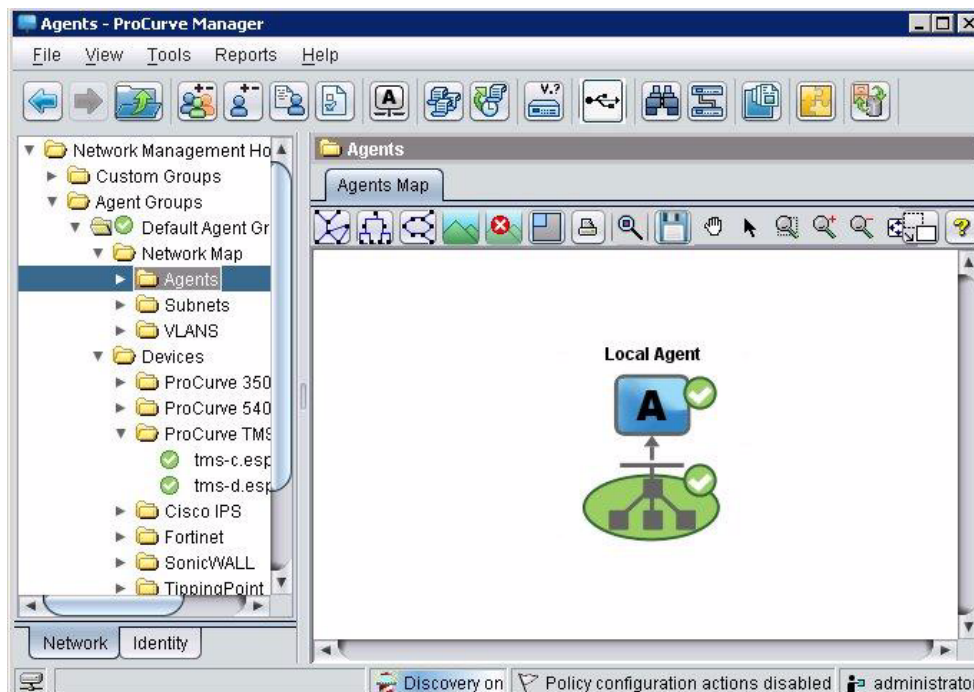 Agents - ProCurve Manager
File View Tools Reports Help
A
V.?
Network Management Ho
Custom Groups
Agent Groups
Default Agent Gr
Network Map
Agents
Subnets
VLANS
Devices
ProCurve 350
ProCurve 540
ProCurve TMS
tms-c.esp
tms-d.esp
Cisco IPS
Fortinet
SonicWALL
TippingPoint
Network Identity
Agents
Agents Map
?
Local Agent
A
Discovery on Policy configuration actions disabled administrato